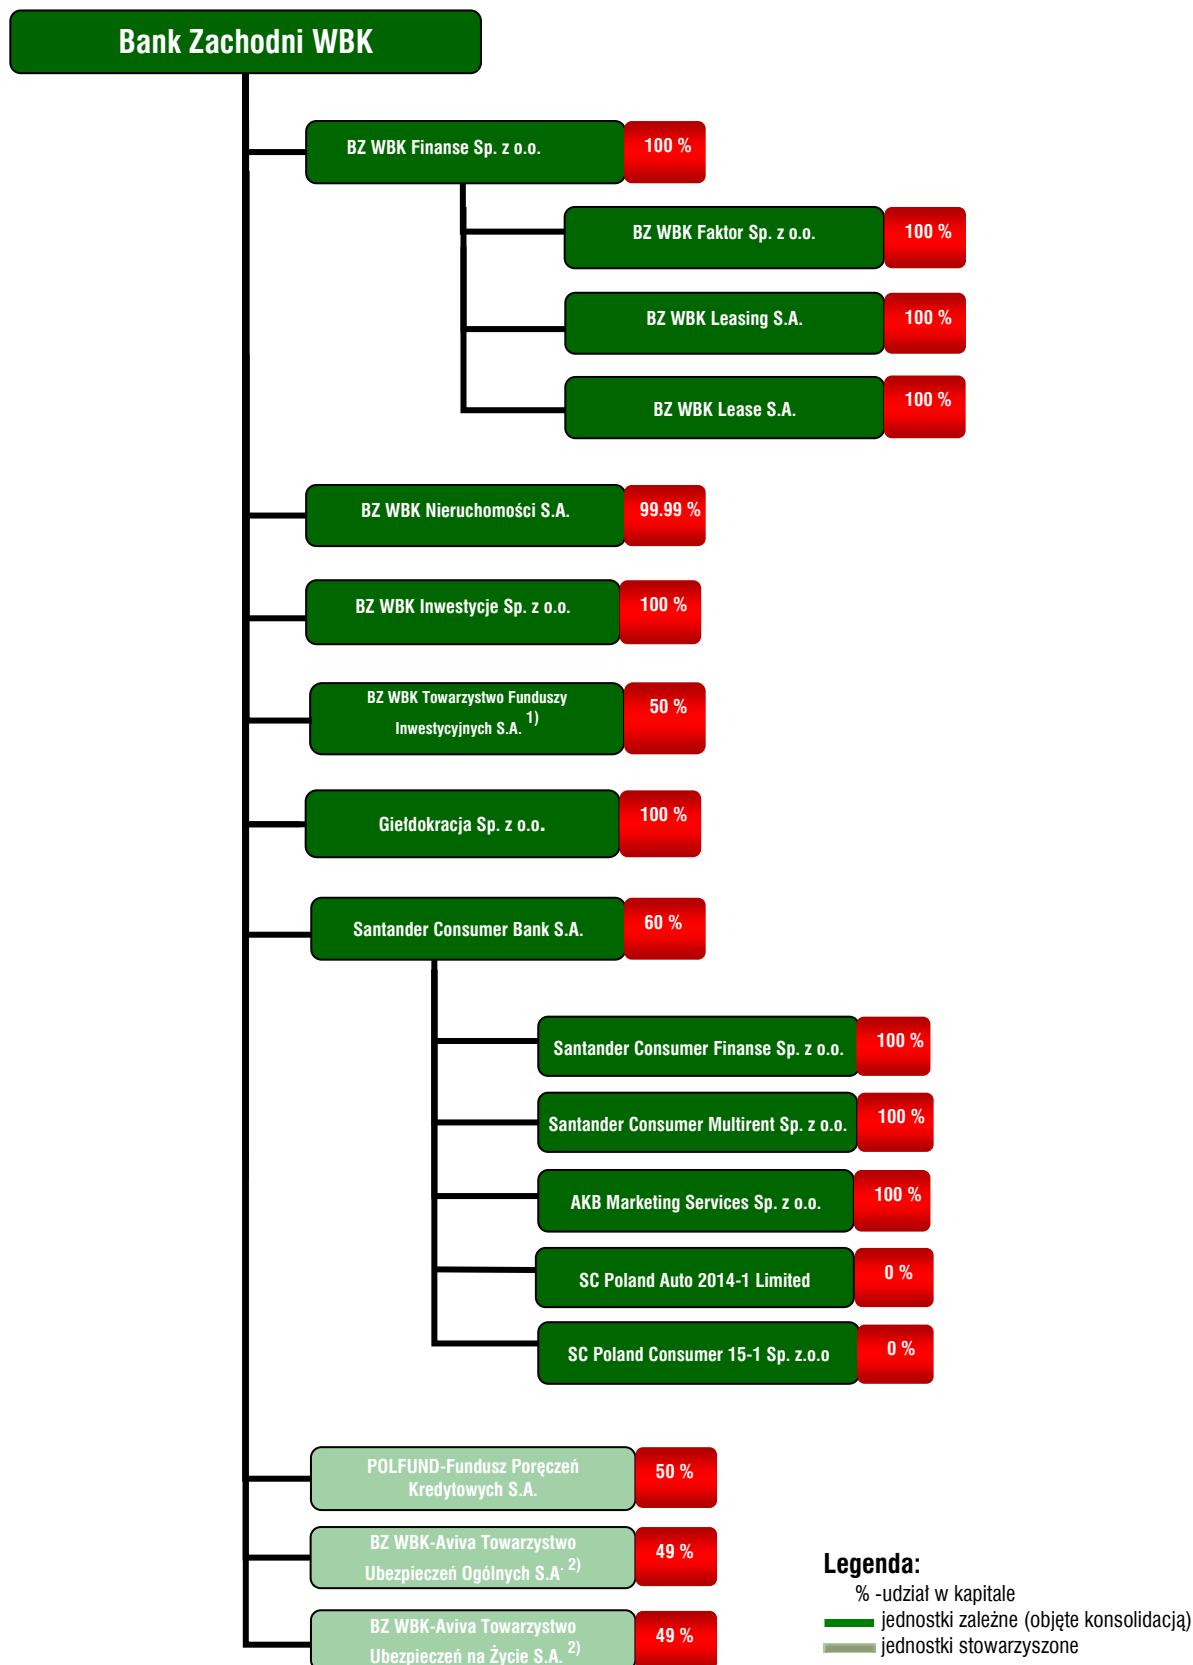 Bank Zachodni WBK
BZ WBK Finanse Sp. z o.o.
100 %
BZ WBK Faktor Sp. z o.o.
100 %
BZ WBK Leasing S.A.
100 %
BZ WBK Lease S.A.
100 %
BZ WBK Nieruchomości S.A.
99.99 %
BZ WBK Inwestycje Sp. z o.o.
100 %
BZ WBK Towarzystwo Funduszy
Inwestycyjnych S.A. 1)
50 %
Giełdokracja Sp. z o.o.
100 %
Santander Consumer Bank S.A.
60 %
Santander Consumer Finanse Sp. z o.o.
100 %
Santander Consumer Multirent Sp. z o.o.
100 %
AKB Marketing Services Sp. z o.o.
100 %
SC Poland Auto 2014-1 Limited
0 %
SC Poland Consumer 15-1 Sp. z.o.o
0 %
POLFUND-Fundusz Poręczeń
Kredytowych S.A.
50 %
BZ WBK-Aviva Towarzystwo
Ubezpieczeń Ogólnych S.A. 2)
49 %
BZ WBK-Aviva Towarzystwo
Ubezpieczeń na Życie S.A. 2)
49 %
Legenda:
% -udział w kapitale
jednostki zależne (objęte konsolidacją)
jednostki stowarzyszone